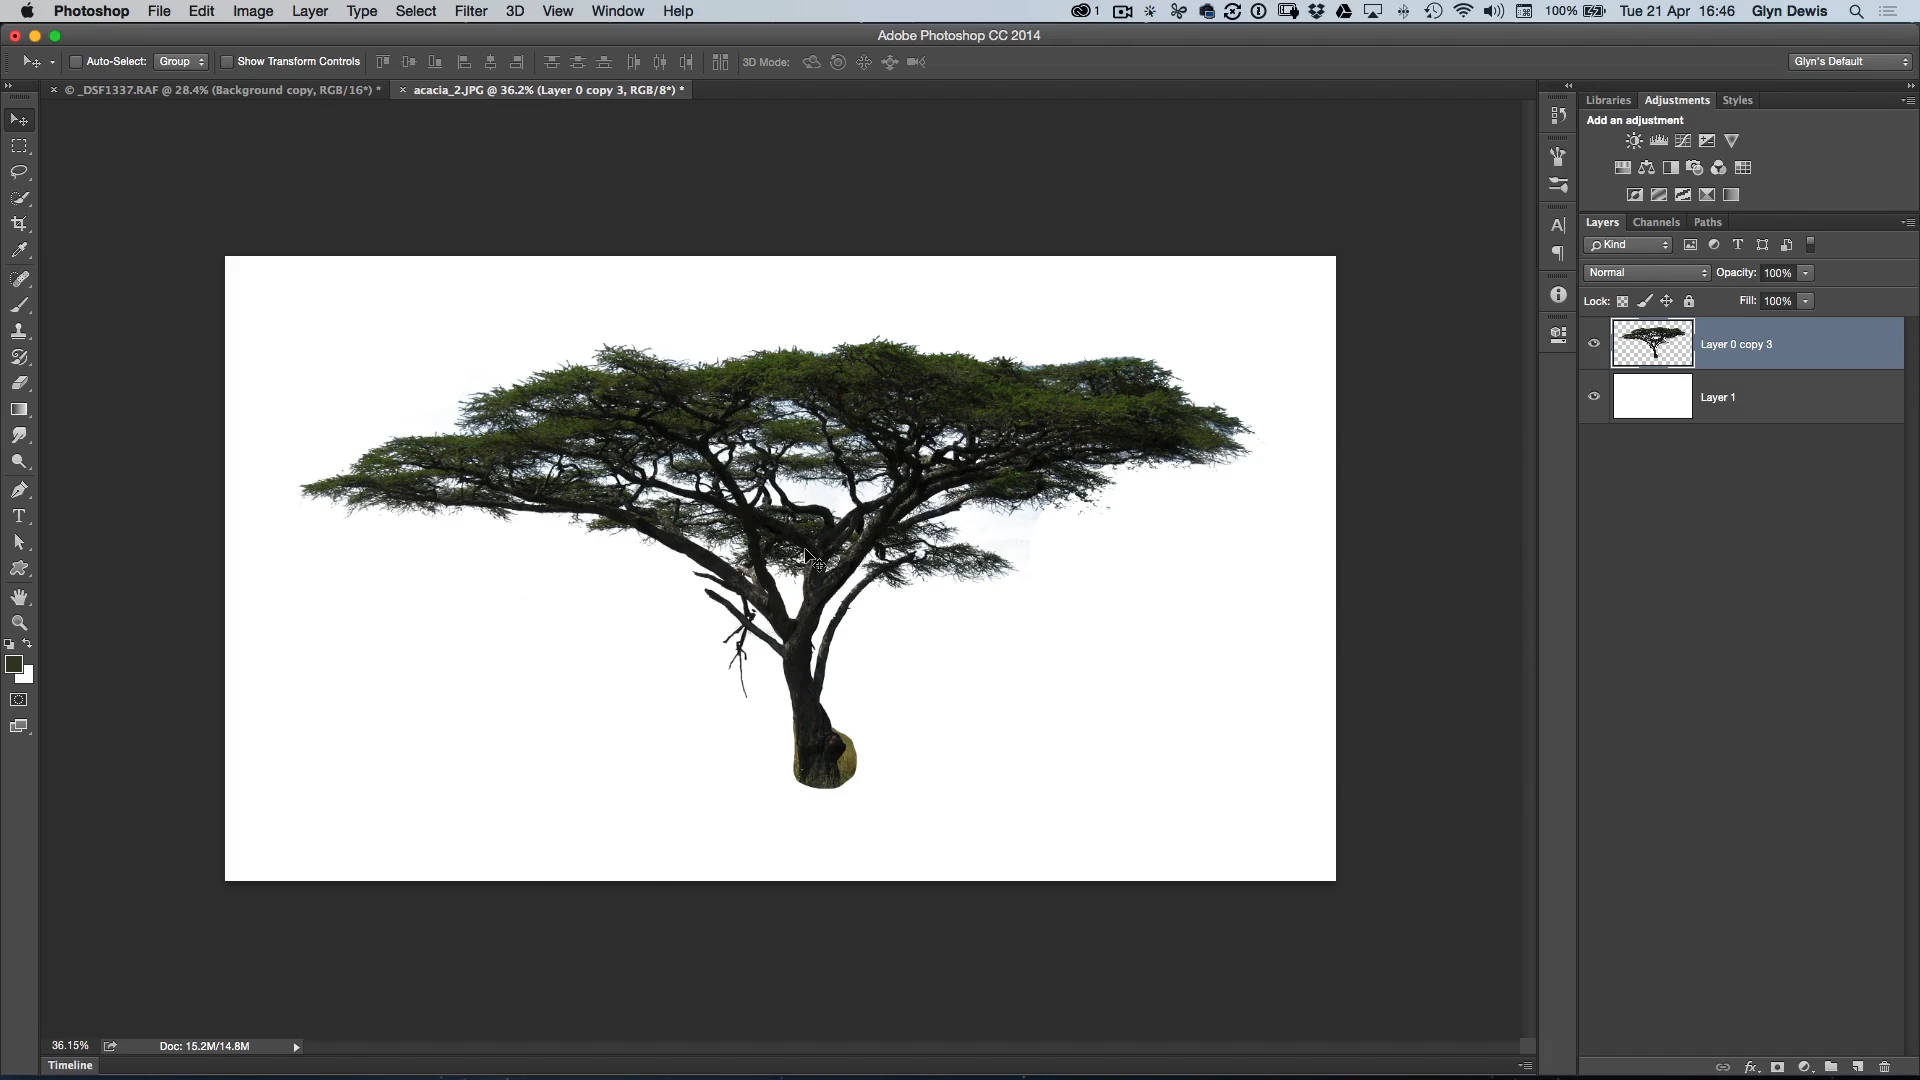 Photoshop File Edit Image Layer Type Select Filter 3D View Window Help 1 100% Tue 21 Apr 16:46 Glyn Dewis
Adobe Photoshop CC 2014
Auto-Select: Group Show Transform Controls 3D Mode: Glyn's Default
× © _DSF1337.RAF @ 28.4% (Background copy, RGB/16*) * × acacia_2.JPG @ 36.2% (Layer 0 copy 3, RGB/8*) *
Libraries Adjustments Styles
Add an adjustment
Layers Channels Paths
Kind
Normal Opacity: 100%
Lock: Fill: 100%
Layer 0 copy 3
Layer 1
36.15% Doc: 15.2M/14.8M
Timeline